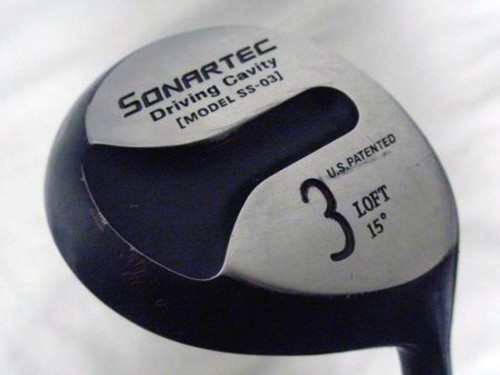 SONARTEC
Driving Cavity
[MODEL SS-03]
U.S.PATENTED
3 LOFT
15°